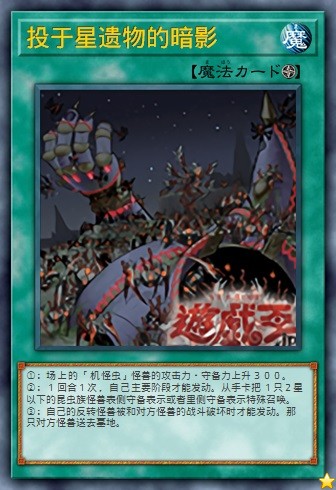 投于星遗物的暗影
魔
【魔法カード】
遊戯王
①：场上的「机怪虫」怪兽的攻击力·守备力上升３００。
②：１回合１次，自己主要阶段才能发动。从手卡把１只２星
以下的昆虫族怪兽表侧守备表示或者里侧守备表示特殊召唤。
③：自己的反转怪兽被和对方怪兽的战斗破坏时才能发动。那
只对方怪兽送去墓地。